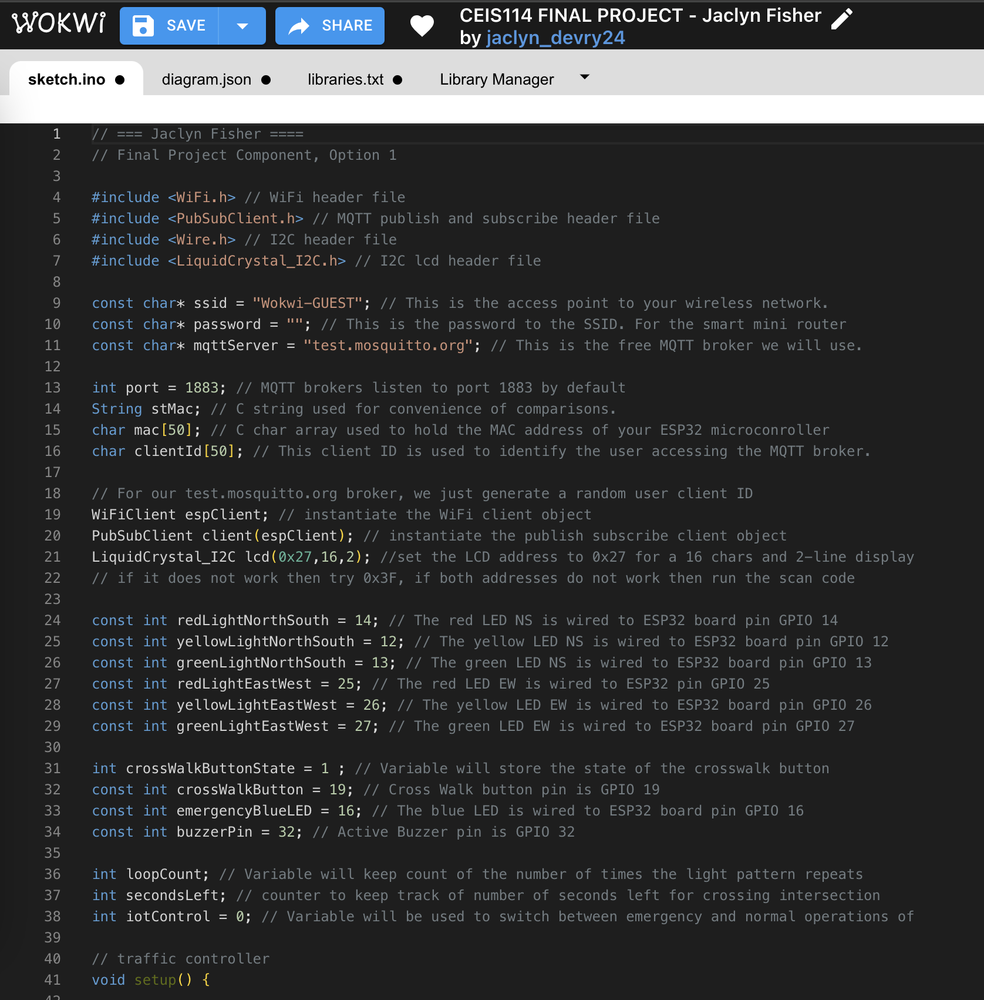 WOKWi SAVE SHARE CEIS114 FINAL PROJECT - Jaclyn Fisher
by jaclyn_devry24
sketch.ino ● diagram.json ● libraries.txt ● Library Manager
1 // === Jaclyn Fisher ====
2 // Final Project Component, Option 1
3
4 #include <WiFi.h> // WiFi header file
5 #include <PubSubClient.h> // MQTT publish and subscribe header file
6 #include <Wire.h> // I2C header file
7 #include <LiquidCrystal_I2C.h> // I2C lcd header file
8
9 const char* ssid = "Wokwi-GUEST"; // This is the access point to your wireless network.
10 const char* password = ""; // This is the password to the SSID. For the smart mini router
11 const char* mqttServer = "test.mosquitto.org"; // This is the free MQTT broker we will use.
12
13 int port = 1883; // MQTT brokers listen to port 1883 by default
14 String stMac; // C string used for convenience of comparisons.
15 char mac[50]; // C char array used to hold the MAC address of your ESP32 microconroller
16 char clientId[50]; // This client ID is used to identify the user accessing the MQTT broker.
17
18 // For our test.mosquitto.org broker, we just generate a random user client ID
19 WiFiClient espClient; // instantiate the WiFi client object
20 PubSubClient client(espClient); // instantiate the publish subscribe client object
21 LiquidCrystal_I2C lcd(0x27,16,2); //set the LCD address to 0x27 for a 16 chars and 2-line display
22 // if it does not work then try 0x3F, if both addresses do not work then run the scan code
23
24 const int redLightNorthSouth = 14; // The red LED NS is wired to ESP32 board pin GPIO 14
25 const int yellowLightNorthSouth = 12; // The yellow LED NS is wired to ESP32 board pin GPIO 12
26 const int greenLightNorthSouth = 13; // The green LED NS is wired to ESP32 board pin GPIO 13
27 const int redLightEastWest = 25; // The red LED EW is wired to ESP32 pin GPIO 25
28 const int yellowLightEastWest = 26; // The yellow LED EW is wired to ESP32 board pin GPIO 26
29 const int greenLightEastWest = 27; // The green LED EW is wired to ESP32 board pin GPIO 27
30
31 int crossWalkButtonState = 1 ; // Variable will store the state of the crosswalk button
32 const int crossWalkButton = 19; // Cross Walk button pin is GPIO 19
33 const int emergencyBlueLED = 16; // The blue LED is wired to ESP32 board pin GPIO 16
34 const int buzzerPin = 32; // Active Buzzer pin is GPIO 32
35
36 int loopCount; // Variable will keep count of the number of times the light pattern repeats
37 int secondsLeft; // counter to keep track of number of seconds left for crossing intersection
38 int iotControl = 0; // Variable will be used to switch between emergency and normal operations of
39
40 // traffic controller
41 void setup() {
42